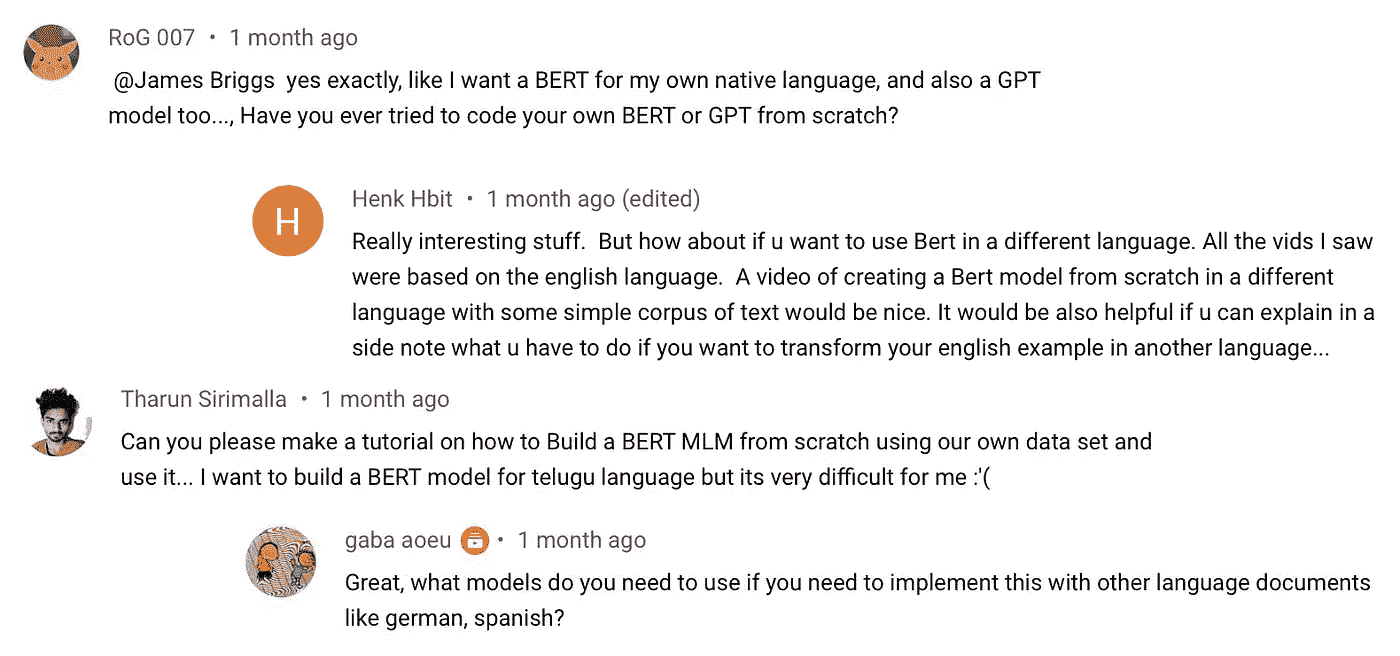 RoG 007 • 1 month ago
@James Briggs yes exactly, like I want a BERT for my own native language, and also a GPT
model too..., Have you ever tried to code your own BERT or GPT from scratch?
H
Henk Hbit • 1 month ago (edited)
Really interesting stuff. But how about if u want to use Bert in a different language. All the vids I saw
were based on the english language. A video of creating a Bert model from scratch in a different
language with some simple corpus of text would be nice. It would be also helpful if u can explain in a
side note what u have to do if you want to transform your english example in another language...
Tharun Sirimalla • 1 month ago
Can you please make a tutorial on how to Build a BERT MLM from scratch using our own data set and
use it... I want to build a BERT model for telugu language but its very difficult for me :'(
gaba aoeu • 1 month ago
Great, what models do you need to use if you need to implement this with other language documents
like german, spanish?